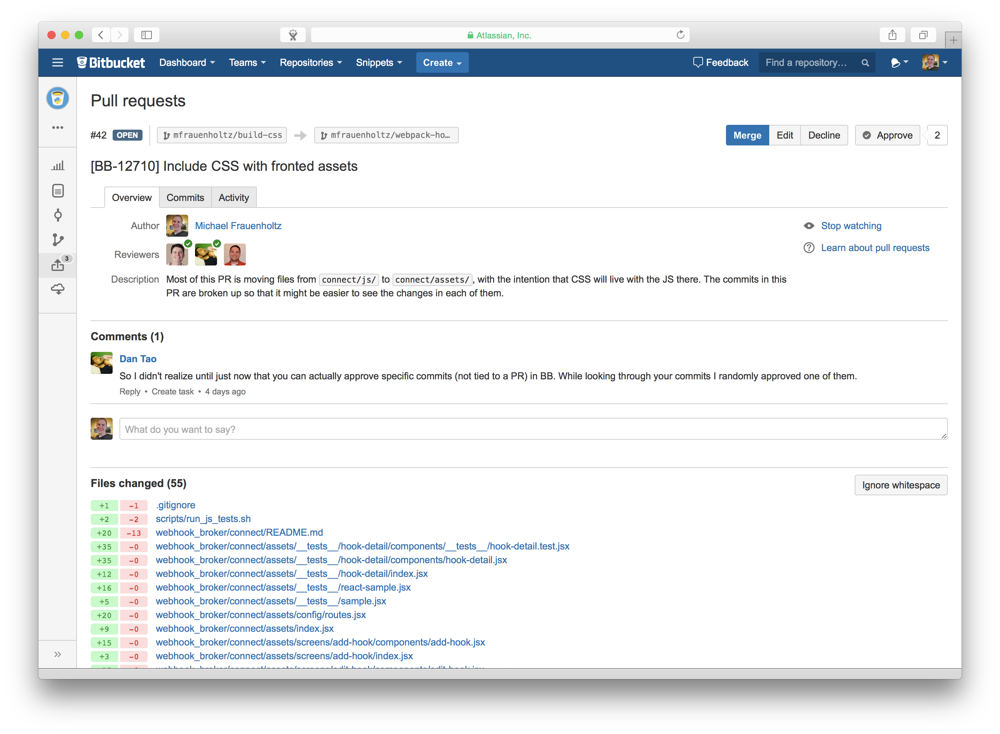 Atlassian, Inc.
Bitbucket Dashboard Teams Repositories Snippets Create Feedback Find a repository...
Pull requests
#42 OPEN mfrauenholtz/build-css mfrauenholtz/webpack-ho… Merge Edit Decline Approve 2
[BB-12710] Include CSS with fronted assets
Overview Commits Activity
Author Michael Frauenholtz Stop watching
Learn about pull requests
Reviewers
3
Description Most of this PR is moving files from connect/js/ to connect/assets/, with the intention that CSS will live with the JS there. The commits in this
PR are broken up so that it might be easier to see the changes in each of them.
Comments (1)
Dan Tao
So I didn't realize until just now that you can actually approve specific commits (not tied to a PR) in BB. While looking through your commits I randomly approved one of them.
Reply • Create task • 4 days ago
What do you want to say?
Files changed (55) Ignore whitespace
+1 -1 .gitignore
+2 -2 scripts/run_js_tests.sh
+20 -13 webhook_broker/connect/README.md
+35 -0 webhook_broker/connect/assets/__tests__/hook-detail/components/__tests__/hook-detail.test.jsx
+35 -0 webhook_broker/connect/assets/__tests__/hook-detail/components/hook-detail.jsx
+12 -0 webhook_broker/connect/assets/__tests__/hook-detail/index.jsx
+16 -0 webhook_broker/connect/assets/__tests__/react-sample.jsx
+5 -0 webhook_broker/connect/assets/__tests__/sample.jsx
+20 -0 webhook_broker/connect/assets/config/routes.jsx
+9 -0 webhook_broker/connect/assets/index.jsx
+15 -0 webhook_broker/connect/assets/screens/add-hook/components/add-hook.jsx
+3 -0 webhook_broker/connect/assets/screens/add-hook/index.jsx